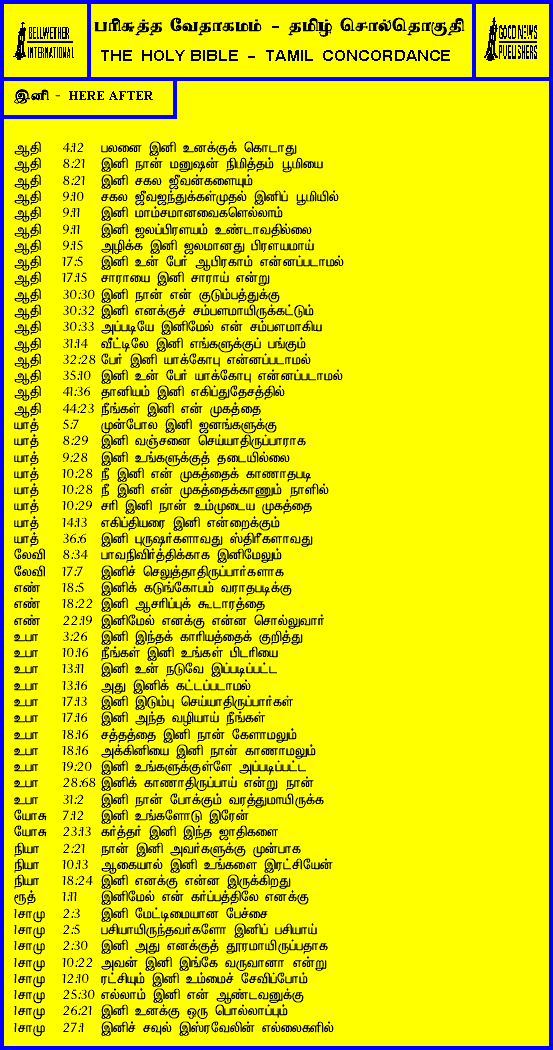 BELLWETHER
INTERNATIONAL
பரிசுத்த வேதாகமம் - தமிழ் சொல்தொகுதி
THE HOLY BIBLE - TAMIL CONCORDANCE
GOOD NEWS
PUBLISHERS
இனி - HERE AFTER
ஆதி 4:12 பலனை இனி உனக்குக் கொடாது
ஆதி 8:21 இனி நான் மனுஷன் நிமித்தம் பூமியை
ஆதி 8:21 இனி சகல ஜீவன்களையும்
ஆதி 9:10 சகல ஜீவஜந்துக்கள்முதல் இனிப் பூமியில்
ஆதி 9:11 இனி மாம்சமானவைகளெல்லாம்
ஆதி 9:11 இனி ஜலப்பிரளயம் உண்டாவதில்லை
ஆதி 9:15 அழிக்க இனி ஜலமானது பிரளயமாய்
ஆதி 17:5 இனி உன் பேர் ஆபிரகாம் என்னப்படாமல்
ஆதி 17:15 சாராயை இனி சாராய் என்று
ஆதி 30:30 இனி நான் என் குடும்பத்துக்கு
ஆதி 30:32 இனி எனக்குச் சம்பளமாயிருக்கட்டும்
ஆதி 30:33 அப்படியே இனிமேல் என் சம்பளமாகிய
ஆதி 31:14 வீட்டிலே இனி எங்களுக்குப் பங்கும்
ஆதி 32:28 பேர் இனி யாக்கோபு என்னப்படாமல்
ஆதி 35:10 இனி உன் பேர் யாக்கோபு என்னப்படாமல்
ஆதி 41:36 தானியம் இனி எகிப்துதேசத்தில்
ஆதி 44:23 நீங்கள் இனி என் முகத்தை
யாத் 5:7 முன்போல இனி ஜனங்களுக்கு
யாத் 8:29 இனி வஞ்சனை செய்யாதிருப்பாராக
யாத் 9:28 இனி உங்களுக்குத் தடையில்லை
யாத் 10:28 நீ இனி என் முகத்தைக் காணாதபடி
யாத் 10:28 நீ இனி என் முகத்தைக்காணும் நாளில்
யாத் 10:29 சரி இனி நான் உம்முடைய முகத்தை
யாத் 14:13 எகிப்தியரை இனி என்றைக்கும்
யாத் 36:6 இனி புருஷர்களாவது ஸ்திரீகளாவது
லேவி 8:34 பாவநிவிர்த்திக்காக இனிமேலும்
லேவி 17:7 இனிச் செலுத்தாதிருப்பார்களாக
எண் 18:5 இனிக் கடுங்கோபம் வராதபடிக்கு
எண் 18:22 இனி ஆசரிப்புக் கூடாரத்தை
எண் 22:19 இனிமேல் எனக்கு என்ன சொல்லுவார்
உபா 3:26 இனி இந்தக் காரியத்தைக் குறித்து
உபா 10:16 நீங்கள் இனி உங்கள் பிடரியை
உபா 13:11 இனி உன் நடுவே இப்படிப்பட்ட
உபா 13:16 அது இனிக் கட்டப்படாமல்
உபா 17:13 இனி இடும்பு செய்யாதிருப்பார்கள்
உபா 17:16 இனி அந்த வழியாய் நீங்கள்
உபா 18:16 சத்தத்தை இனி நான் கேளாமலும்
உபா 18:16 அக்கினியை இனி நான் காணாமலும்
உபா 19:20 இனி உங்களுக்குள்ளே அப்படிப்பட்ட
உபா 28:68 இனிக் காணாதிருப்பாய் என்று நான்
உபா 31:2 இனி நான் போக்கும் வரத்துமாயிருக்க
யோசு 7:12 இனி உங்களோடு இரேன்
யோசு 23:13 கர்த்தர் இனி இந்த ஜாதிகளை
நியா 2:21 நான் இனி அவர்களுக்கு முன்பாக
நியா 10:13 ஆகையால் இனி உங்களை இரட்சியேன்
நியா 18:24 இனி எனக்கு என்ன இருக்கிறது
ரூத் 1:11 இனிமேல் என் கர்ப்பத்திலே எனக்கு
1சாமு 2:3 இனி மேட்டிமையான பேச்சை
1சாமு 2:5 பசியாயிருந்தவர்களோ இனிப் பசியாய்
1சாமு 2:30 இனி அது எனக்குத் தூரமாயிருப்பதாக
1சாமு 10:22 அவன் இனி இங்கே வருவானா என்று
1சாமு 12:10 ரட்சியும் இனி உம்மைச் சேவிப்போம்
1சாமு 25:30 எல்லாம் இனி என் ஆண்டவனுக்கு
1சாமு 26:21 இனி உனக்கு ஒரு பொல்லாப்பும்
1சாமு 27:1 இனிச் சவுல் இஸ்ரவேலின் எல்லைகளில்